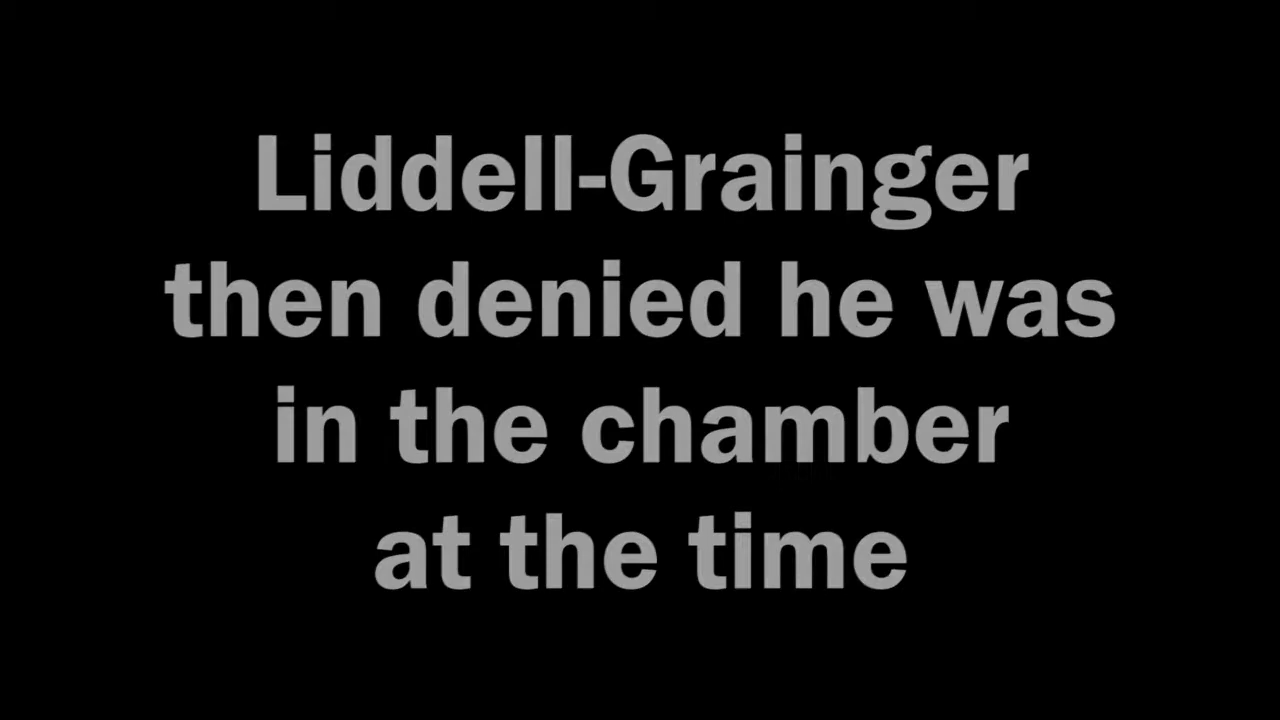 Liddell-Grainger
then denied he was
in the chamber
at the time